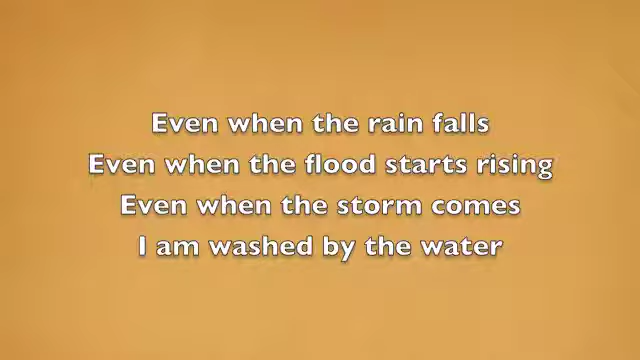 Even when the rain falls
Even when the flood starts rising
Even when the storm comes
I am washed by the water